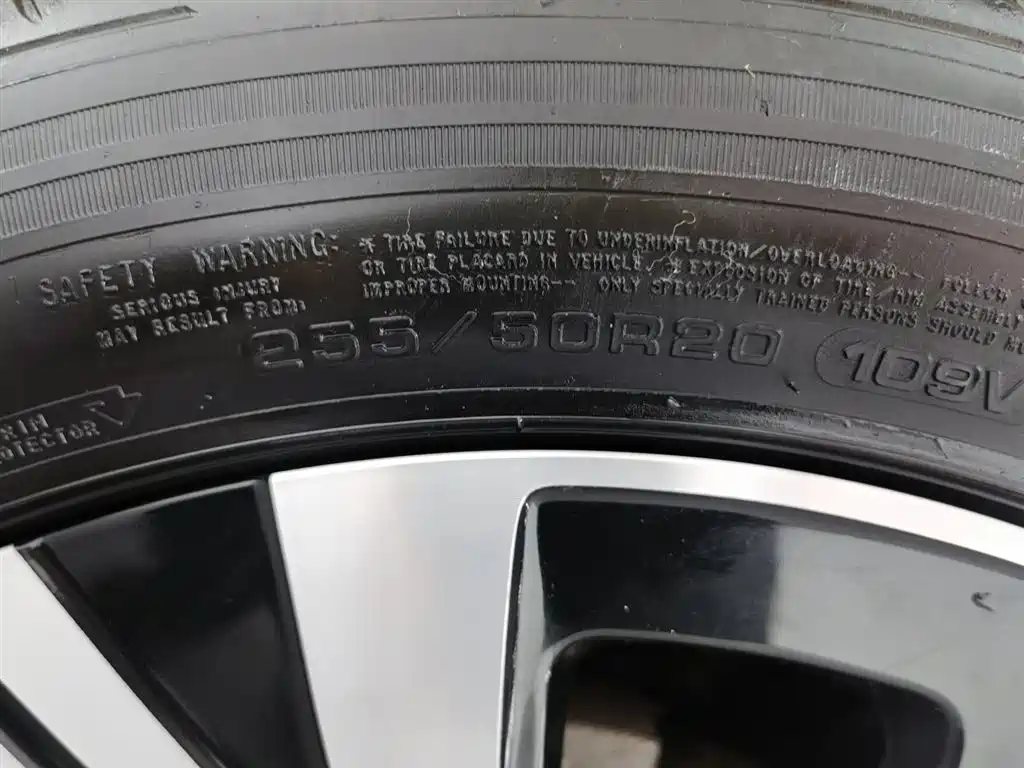 SAFETY WARNING:
SERIOUS INJURY
MAY RESULT FROM:
* TIRE FAILURE DUE TO UNDERINFLATION/OVERLOADING-- FOLLOW
OR TIRE PLACARD IN VEHICLE. * EXPLOSION OF TIRE/RIM ASSEMBLY
IMPROPER MOUNTING-- ONLY SPECIALLY TRAINED PERSONS SHOULD
255/50R20 109V
RIM
PROTECTOR